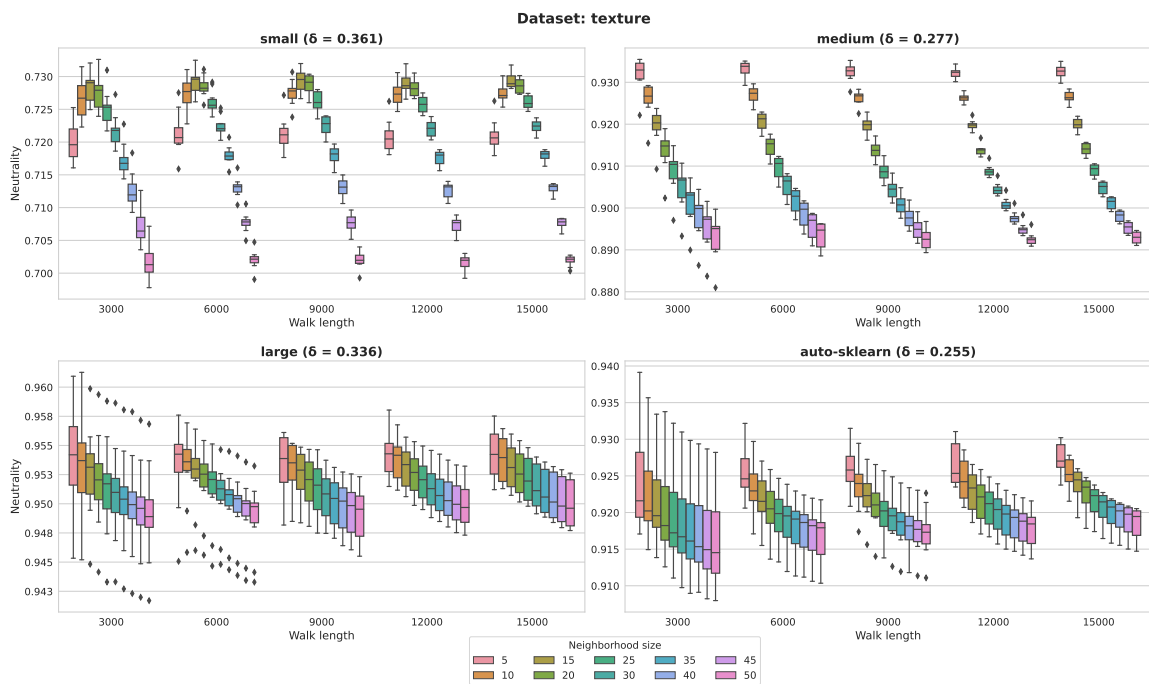 Dataset: texture
small (δ = 0.361)
medium (δ = 0.277)
Neutrality
0.730
0.725
0.720
0.715
0.710
0.705
0.700
0.930
0.920
0.910
0.900
0.890
0.880
3000 6000 9000 12000 15000
3000 6000 9000 12000 15000
Walk length
Walk length
large (δ = 0.336)
auto-sklearn (δ = 0.255)
Neutrality
0.960
0.958
0.955
0.953
0.950
0.948
0.945
0.943
0.940
0.935
0.930
0.925
0.920
0.915
0.910
3000 6000 9000 12000 15000
3000 6000 9000 12000 15000
Walk length
Walk length
Neighborhood size
5 15 25 35 45
10 20 30 40 50